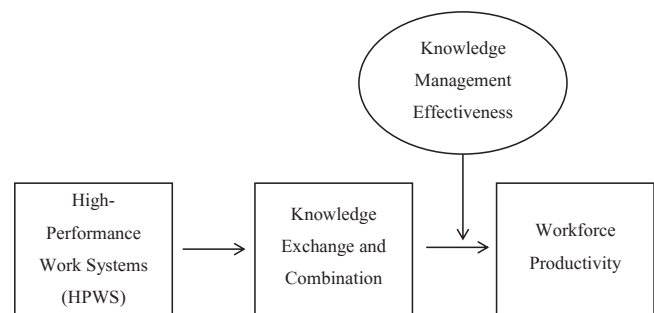 Knowledge
Management
Effectiveness
High-
Performance
Work Systems
(HPWS)
Knowledge
Exchange and
Combination
Workforce
Productivity